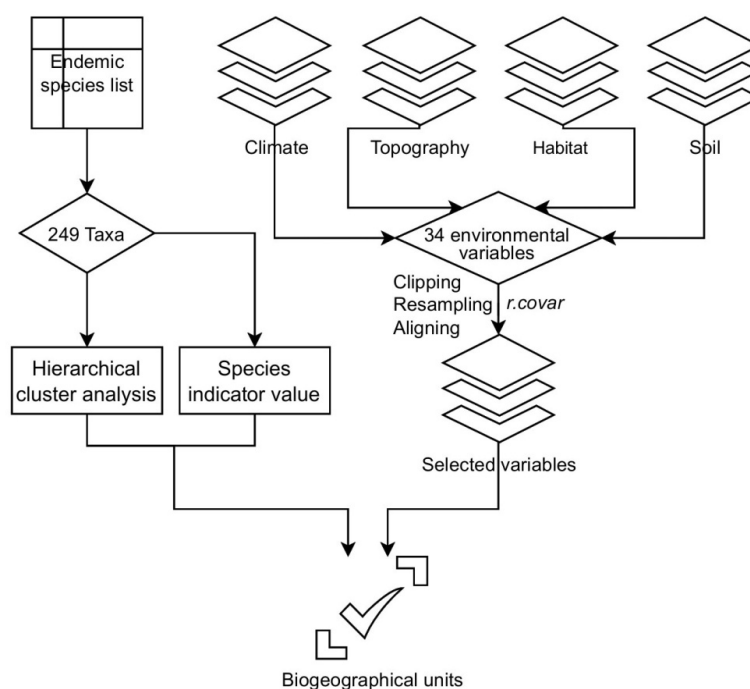 Endemic
species list
Climate
Topography
Habitat
Soil
249 Taxa
34 environmental
variables
Clipping
Resampling
Aligning
r.covar
Hierarchical
cluster analysis
Species
indicator value
Selected variables
Biogeographical units